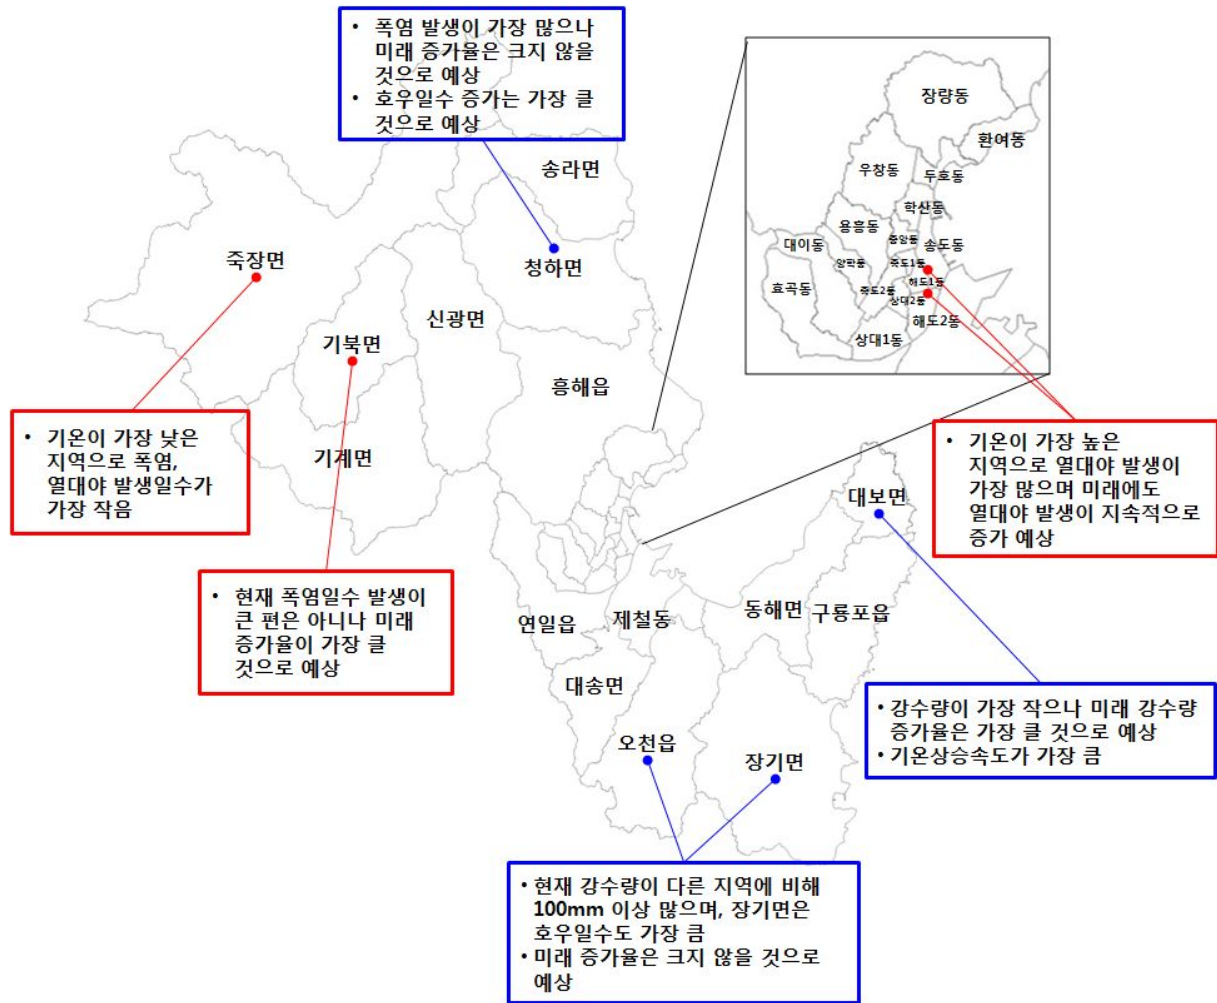 • 폭염 발생이 가장 많으나
미래 증가율은 크지 않을
것으로 예상
• 호우일수 증가는 가장 클
것으로 예상
장량동
환여동
우창동
두호동
학산동
용흥동
중앙동
송도동
대이동
양학동
죽도1동
해도1동
효곡동
죽도2동
상대2동
해도2동
상대1동
송라면
죽장면
청하면
신광면
기북면
흥해읍
기계면
• 기온이 가장 낮은
지역으로 폭염,
열대야 발생일수가
가장 작음
• 기온이 가장 높은
지역으로 열대야 발생이
가장 많으며 미래에도
열대야 발생이 지속적으로
증가 예상
대보면
• 현재 폭염일수 발생이
큰 편은 아니나 미래
증가율이 가장 클
것으로 예상
연일읍
제철동
동해면
구룡포읍
대송면
오천읍
장기면
• 강수량이 가장 작으나 미래 강수량
증가율은 가장 클 것으로 예상
• 기온상승속도가 가장 큼
• 현재 강수량이 다른 지역에 비해
100mm 이상 많으며, 장기면은
호우일수도 가장 큼
• 미래 증가율은 크지 않을 것으로
예상